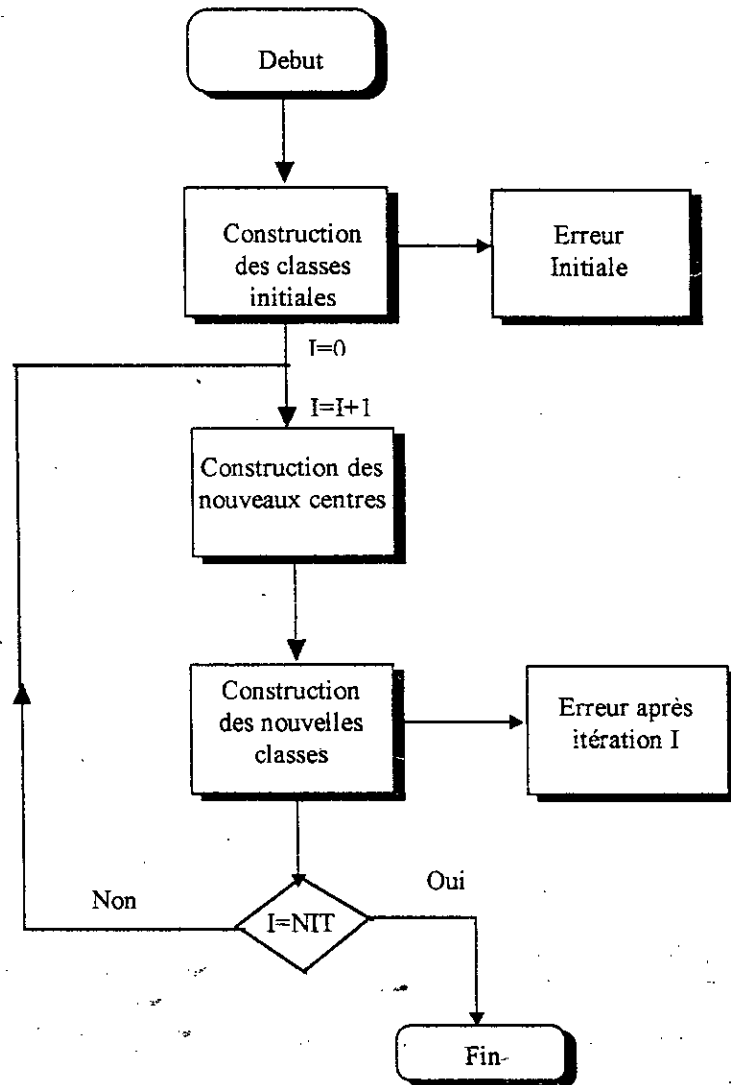 Debut
Construction
des classes
initiales
Erreur
Initiale
I=0
I=I+1
Construction des
nouveaux centres
Construction
des nouvelles
classes
Erreur après
itération I
Non
Oui
I=NIT
Fin